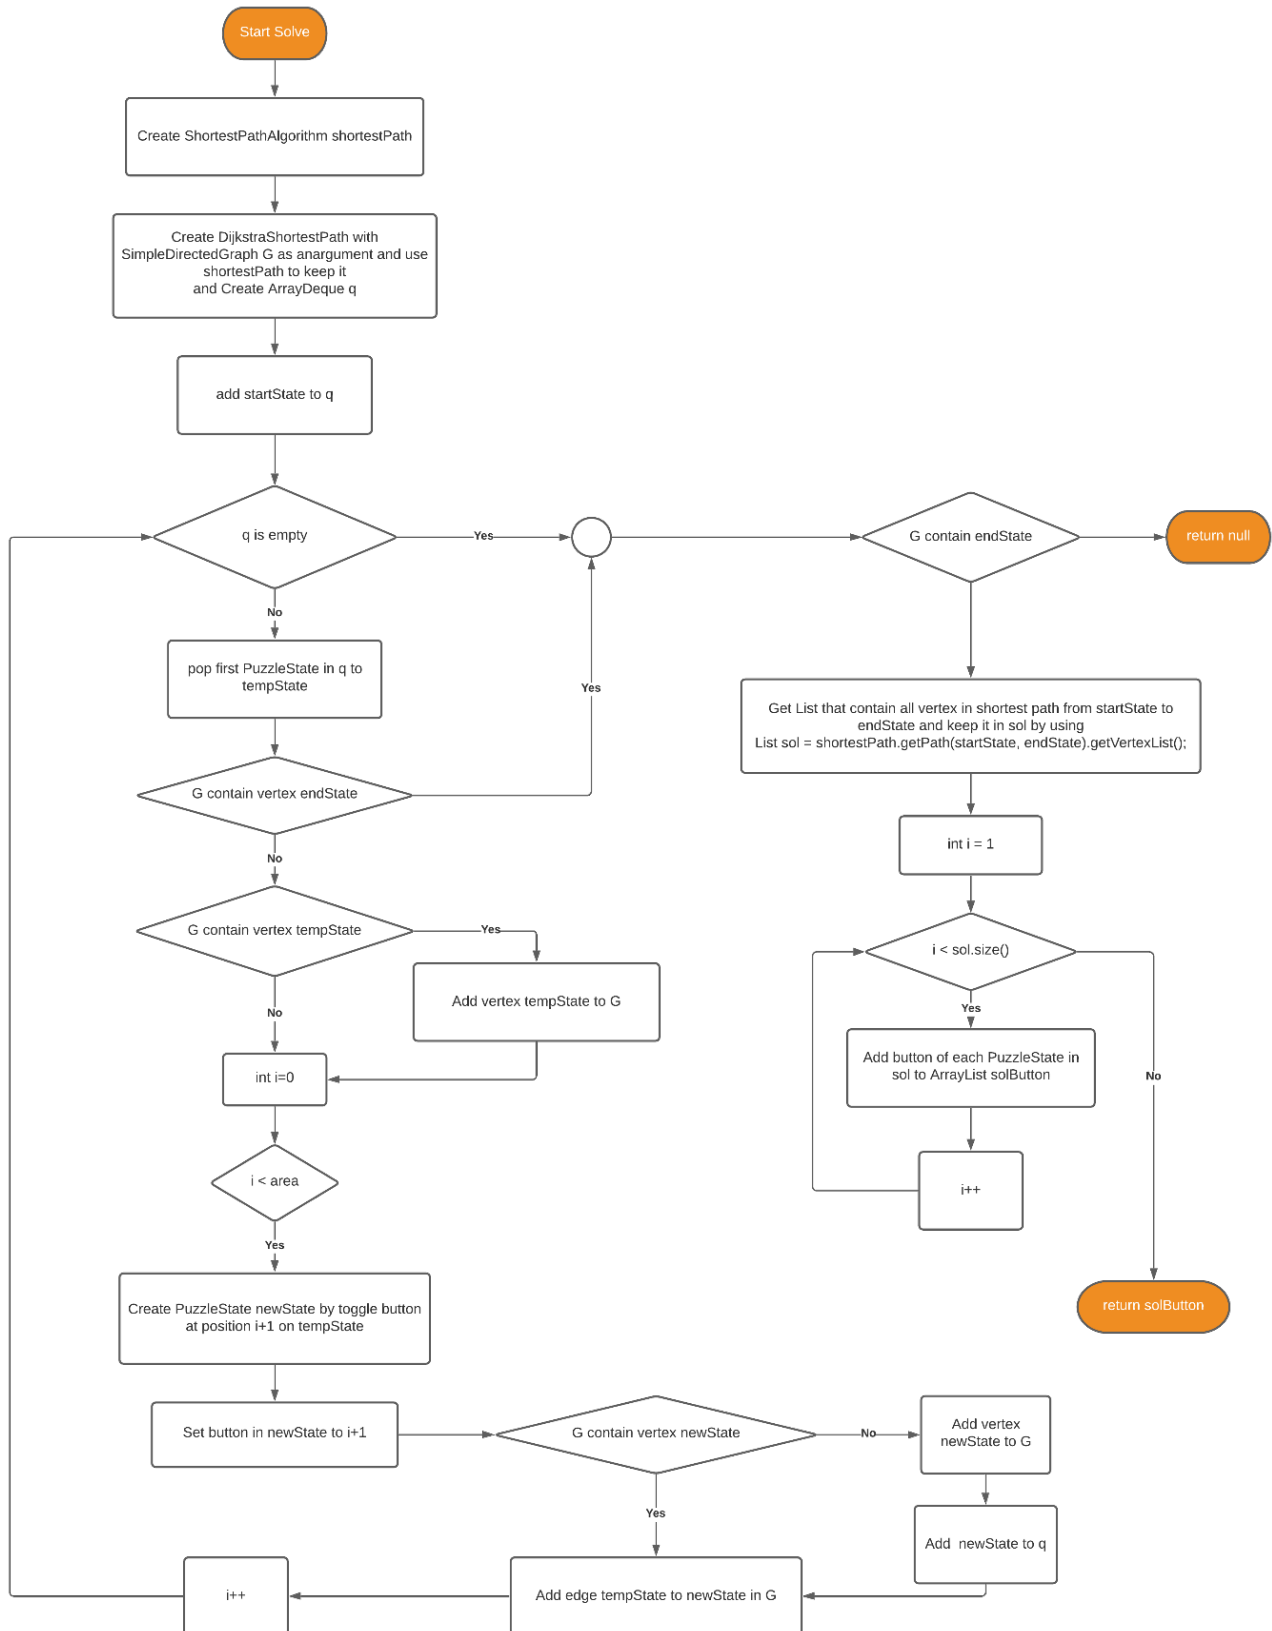 Start Solve
Create ShortestPathAlgorithm shortestPath
Create DijkstraShortestPath with
SimpleDirectedGraph G as anargument and use
shortestPath to keep it
and Create ArrayDeque q
add startState to q
q is empty
Yes
No
pop first PuzzleState in q to
tempState
G contain vertex endState
Yes
No
G contain vertex tempState
Yes
Add vertex tempState to G
No
int i=0
i < area
Yes
Create PuzzleState newState by toggle button
at position i+1 on tempState
Set button in newState to i+1
G contain vertex newState
No
Add vertex
newState to G
Add newState to q
Yes
Add edge tempState to newState in G
i++
G contain endState
return null
Get List that contain all vertex in shortest path from startState to
endState and keep it in sol by using
List sol = shortestPath.getPath(startState, endState).getVertexList();
int i = 1
i < sol.size()
Yes
Add button of each PuzzleState in
sol to ArrayList solButton
i++
No
return solButton